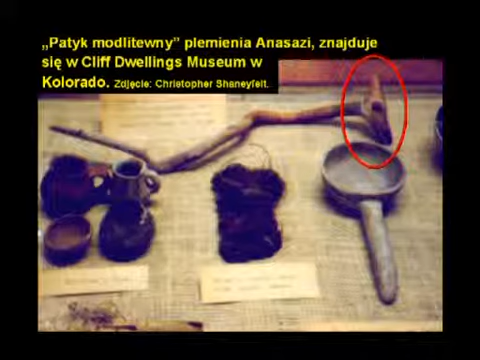 „Patyk modlitewny” plemienia Anasazi, znajduje
się w Cliff Dwellings Museum w
Kolorado. Zdjęcie: Christopher Shaneyfelt.